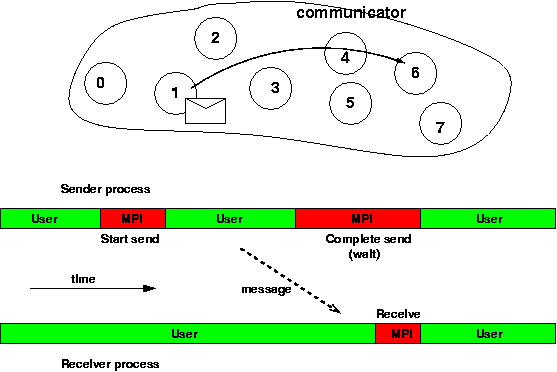 communicator
2
4
0
1
3
6
5
7
Sender process
User MPI User MPI User
Start send Complete send
(wait)
time
message
Receive
User MPI User
Receiver process